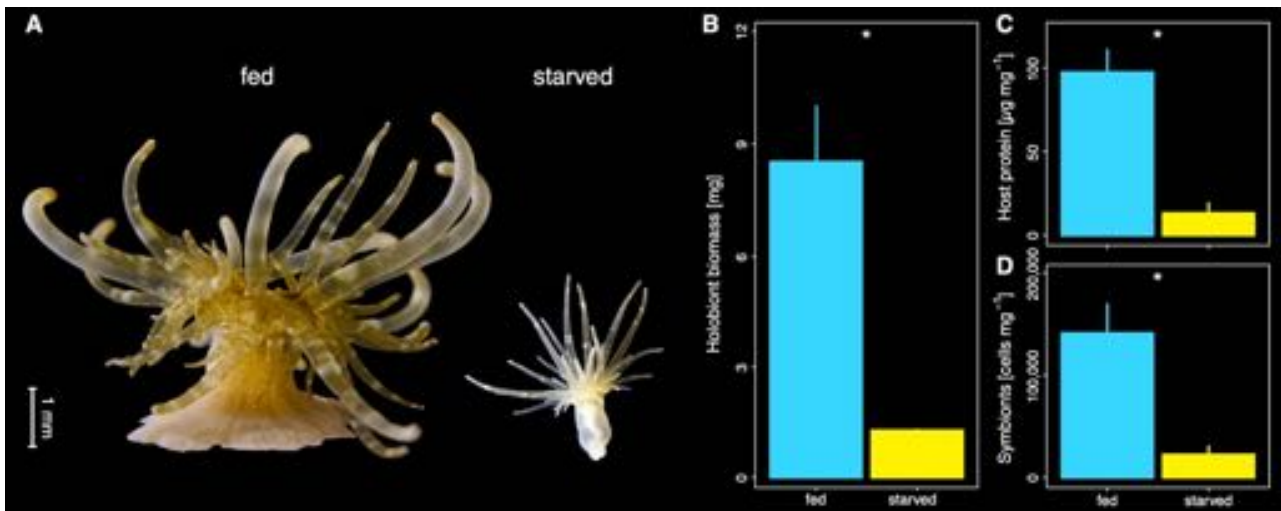 A
fed
starved
1 mm
B
*
Holobiont biomass [mg]
0
3
6
9
12
fed
starved
C
*
Host protein [µg mg⁻¹]
0
50
100
D
*
Symbionts [cells mg⁻¹]
0
100,000
200,000
fed
starved